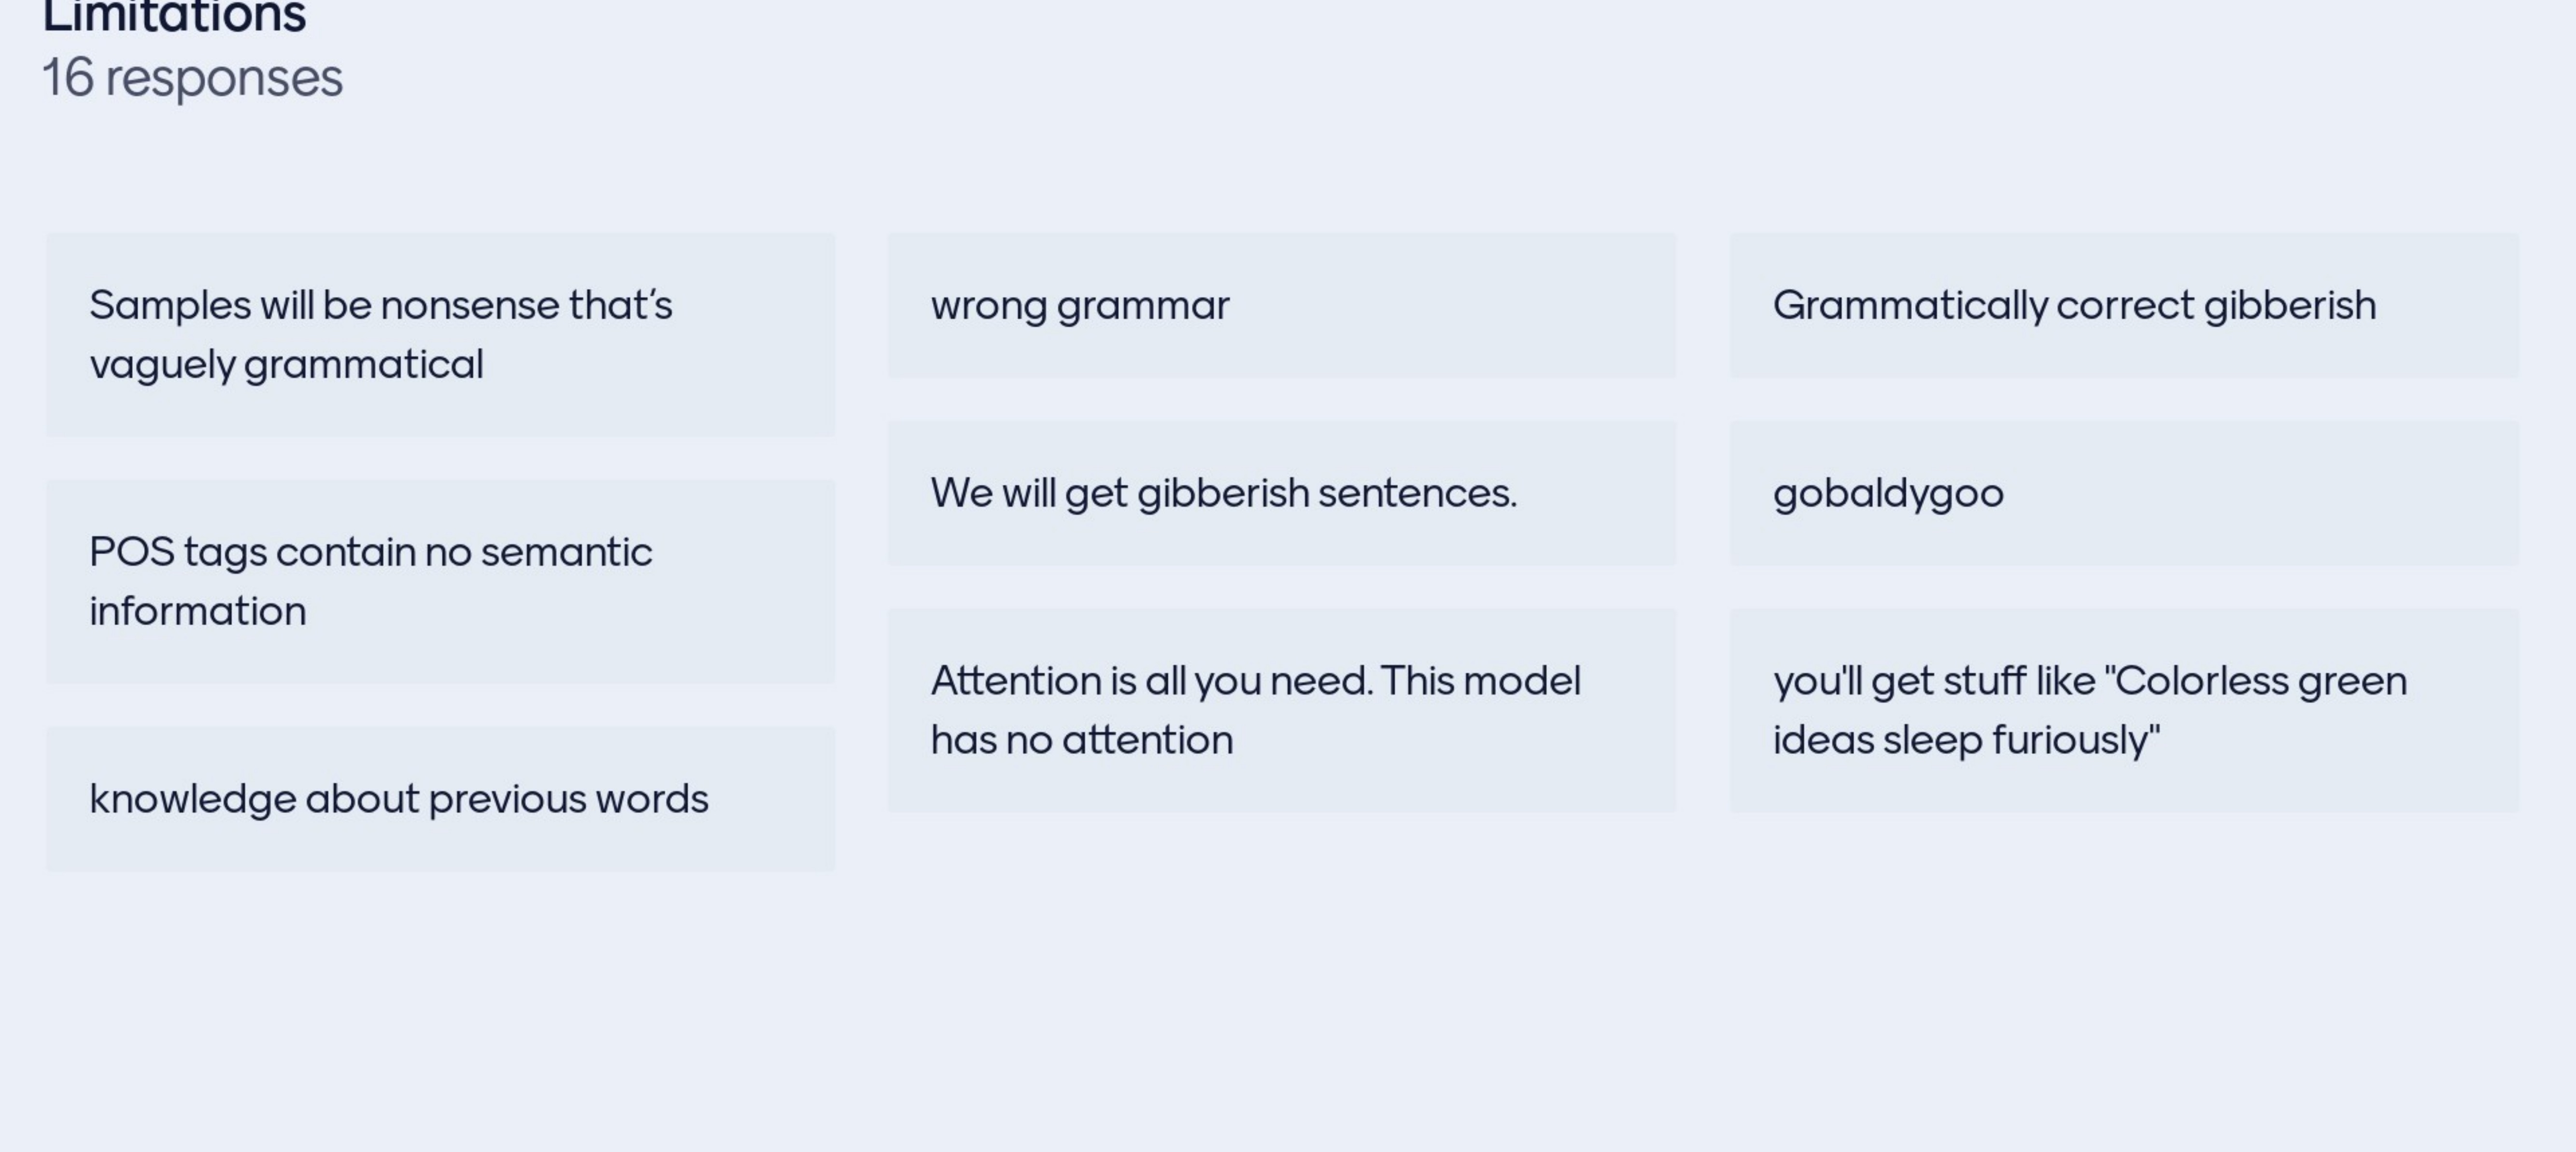 Limitations
16 responses
Samples will be nonsense that's
vaguely grammatical
POS tags contain no semantic
information
knowledge about previous words
wrong grammar
We will get gibberish sentences.
Attention is all you need. This model
has no attention
Grammatically correct gibberish
gobaldygoo
you'll get stuff like "Colorless green
ideas sleep furiously"